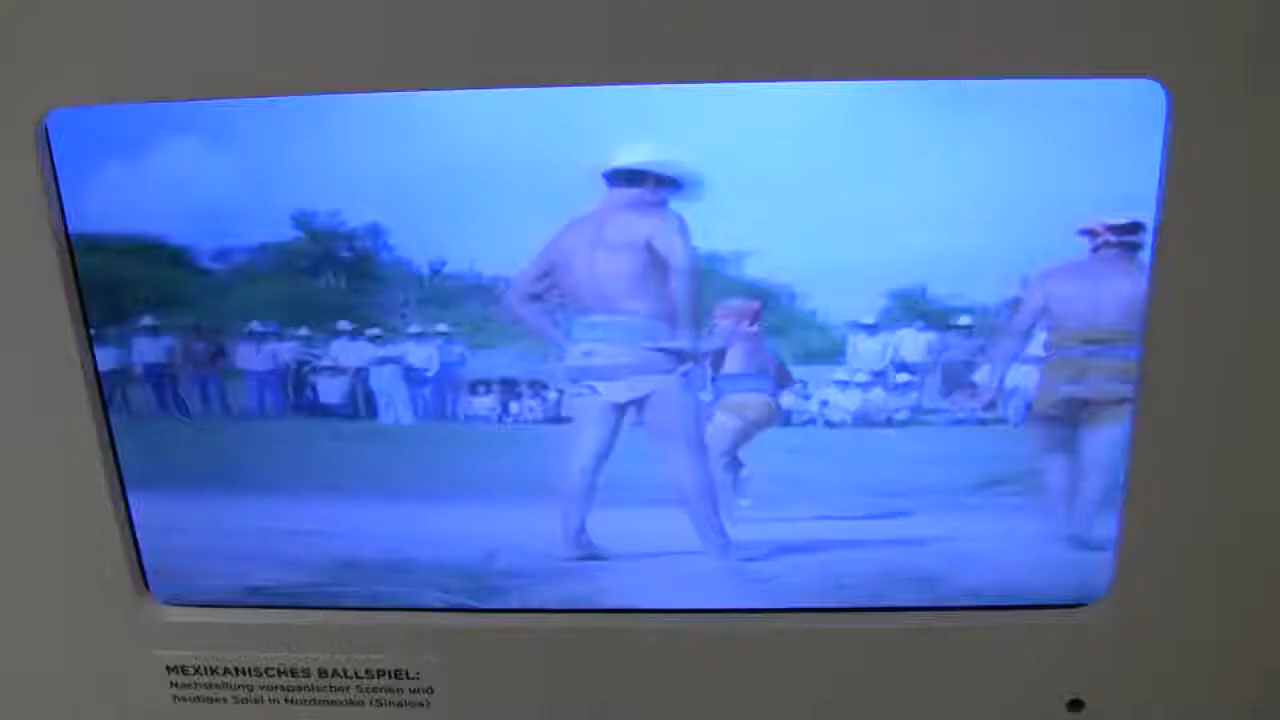 MEXIKANISCHES BALLSPIEL:
Nachstellung vorspanischer Szenen und
heutiges Spiel in Nordmexiko (Sinaloa)